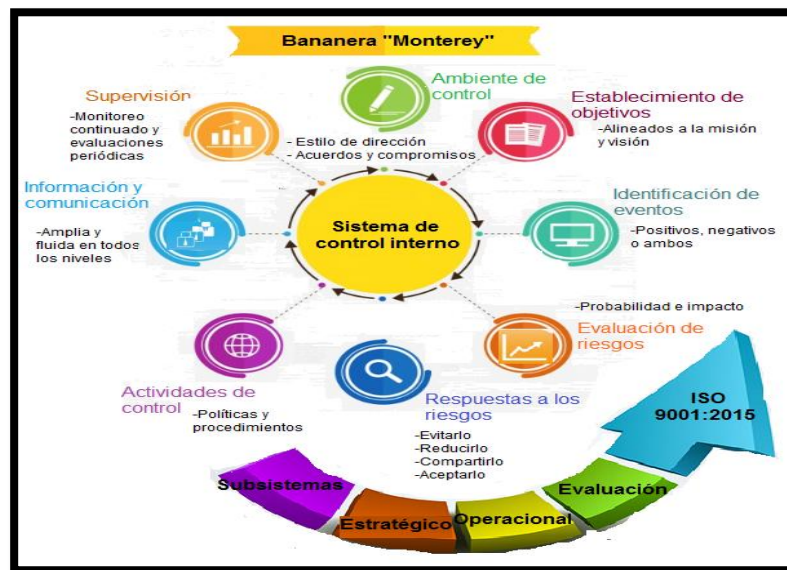 Bananera "Monterey"
Ambiente de
control
- Estilo de dirección
- Acuerdos y compromisos
Establecimiento de
objetivos
-Alineados a la misión
y visión
Identificación de
eventos
-Positivos, negativos
o ambos
-Probabilidad e impacto
Evaluación de
riesgos
Respuestas a los
riesgos
-Evitarlo
-Reducirlo
-Compartirlo
-Aceptarlo
Actividades de
control
-Políticas y
procedimientos
Información y
comunicación
-Amplia y
fluida en todos
los niveles
Supervisión
-Monitoreo
continuado y
evaluaciones
periódicas
Sistema de
control interno
Subsistemas
Estratégico
Operacional
Evaluación
ISO
9001:2015